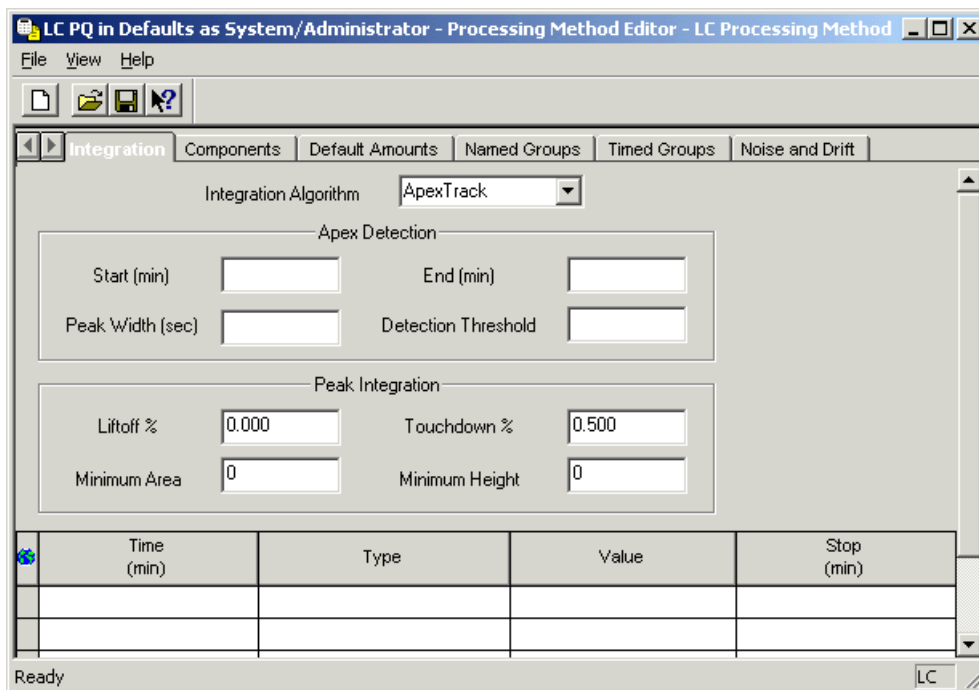 LC PQ in Defaults as System/Administrator - Processing Method Editor - LC Processing Method
File View Help
Integration Components Default Amounts Named Groups Timed Groups Noise and Drift
Integration Algorithm ApexTrack
Apex Detection
Start (min) End (min)
Peak Width (sec) Detection Threshold
Peak Integration
Liftoff % 0.000 Touchdown % 0.500
Minimum Area 0 Minimum Height 0
Time (min) Type Value Stop (min)
Ready LC